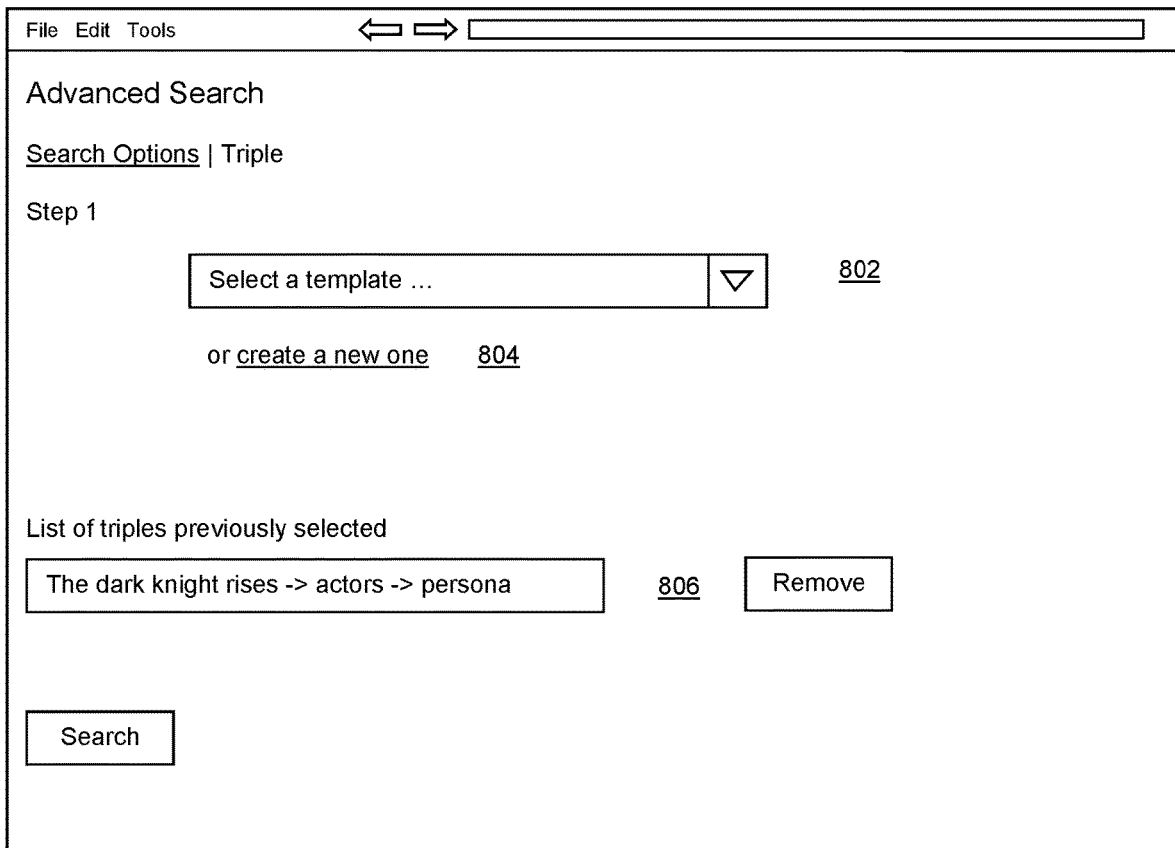 File Edit Tools
Advanced Search
Search Options | Triple
Step 1
Select a template ... 802
or create a new one 804
List of triples previously selected
The dark knight rises -> actors -> persona 806 Remove
Search